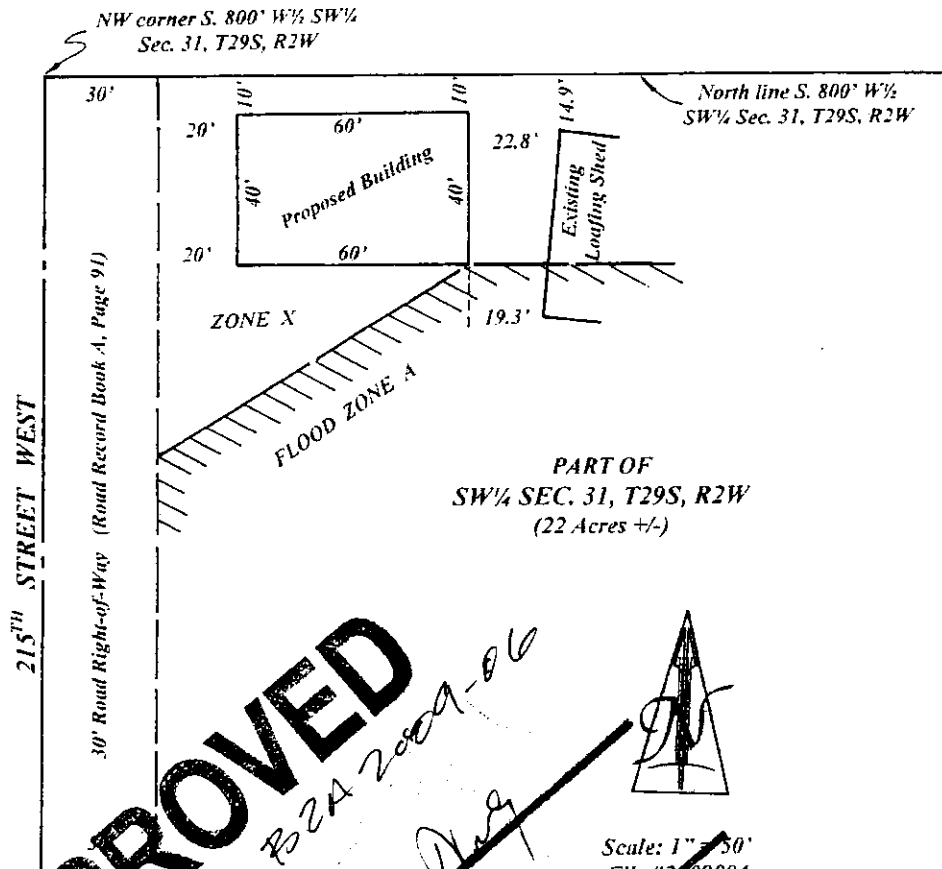 NW corner S. 800' W½ SW¼
Sec. 31, T29S, R2W
North line S. 800' W½
SW¼ Sec. 31, T29S, R2W
30'
10'
10'
14.9'
20'
60'
22.8'
40'
Proposed Building
40'
Existing
Loafing Shed
20'
60'
ZONE X
19.3'
FLOOD ZONE A
215TH STREET WEST
30' Road Right-of-Way (Road Record Book A, Page 91)
PART OF
SW¼ SEC. 31, T29S, R2W
(22 Acres +/-)
PROVED
BZA 2009-06
Scale: 1" = 50'